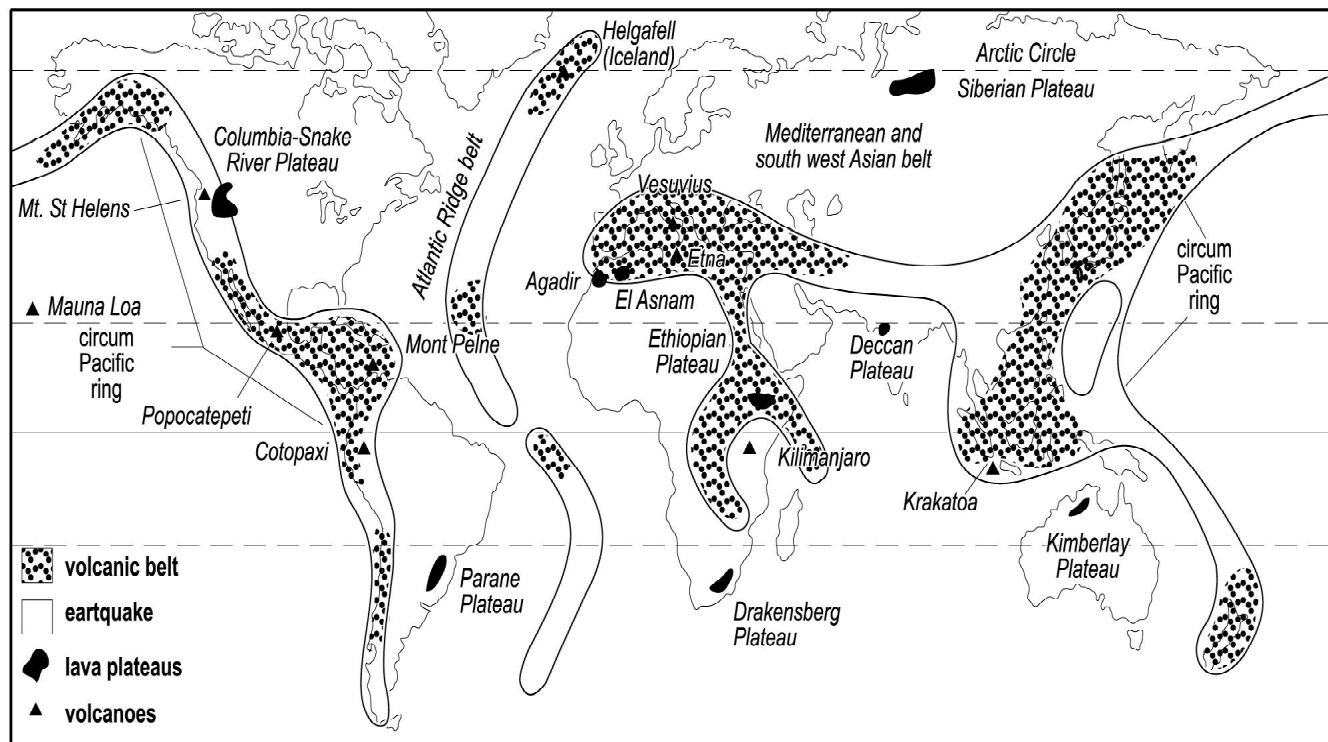 Helgafell
(Iceland)
Arctic Circle
Siberian Plateau
Columbia-Snake
River Plateau
Mediterranean and
south west Asian belt
Atlantic Ridge belt
Vesuvius
Mt. St Helens
circum
Pacific
ring
Etna
Agadir
El Asnam
Mauna Loa
circum
Pacific
ring
Mont Pelne
Ethiopian
Plateau
Deccan
Plateau
Popocatepeti
Cotopaxi
Kilimanjaro
Krakatoa
Kimberlay
Plateau
Parane
Plateau
Drakensberg
Plateau
volcanic belt
eartquake
lava plateaus
volcanoes